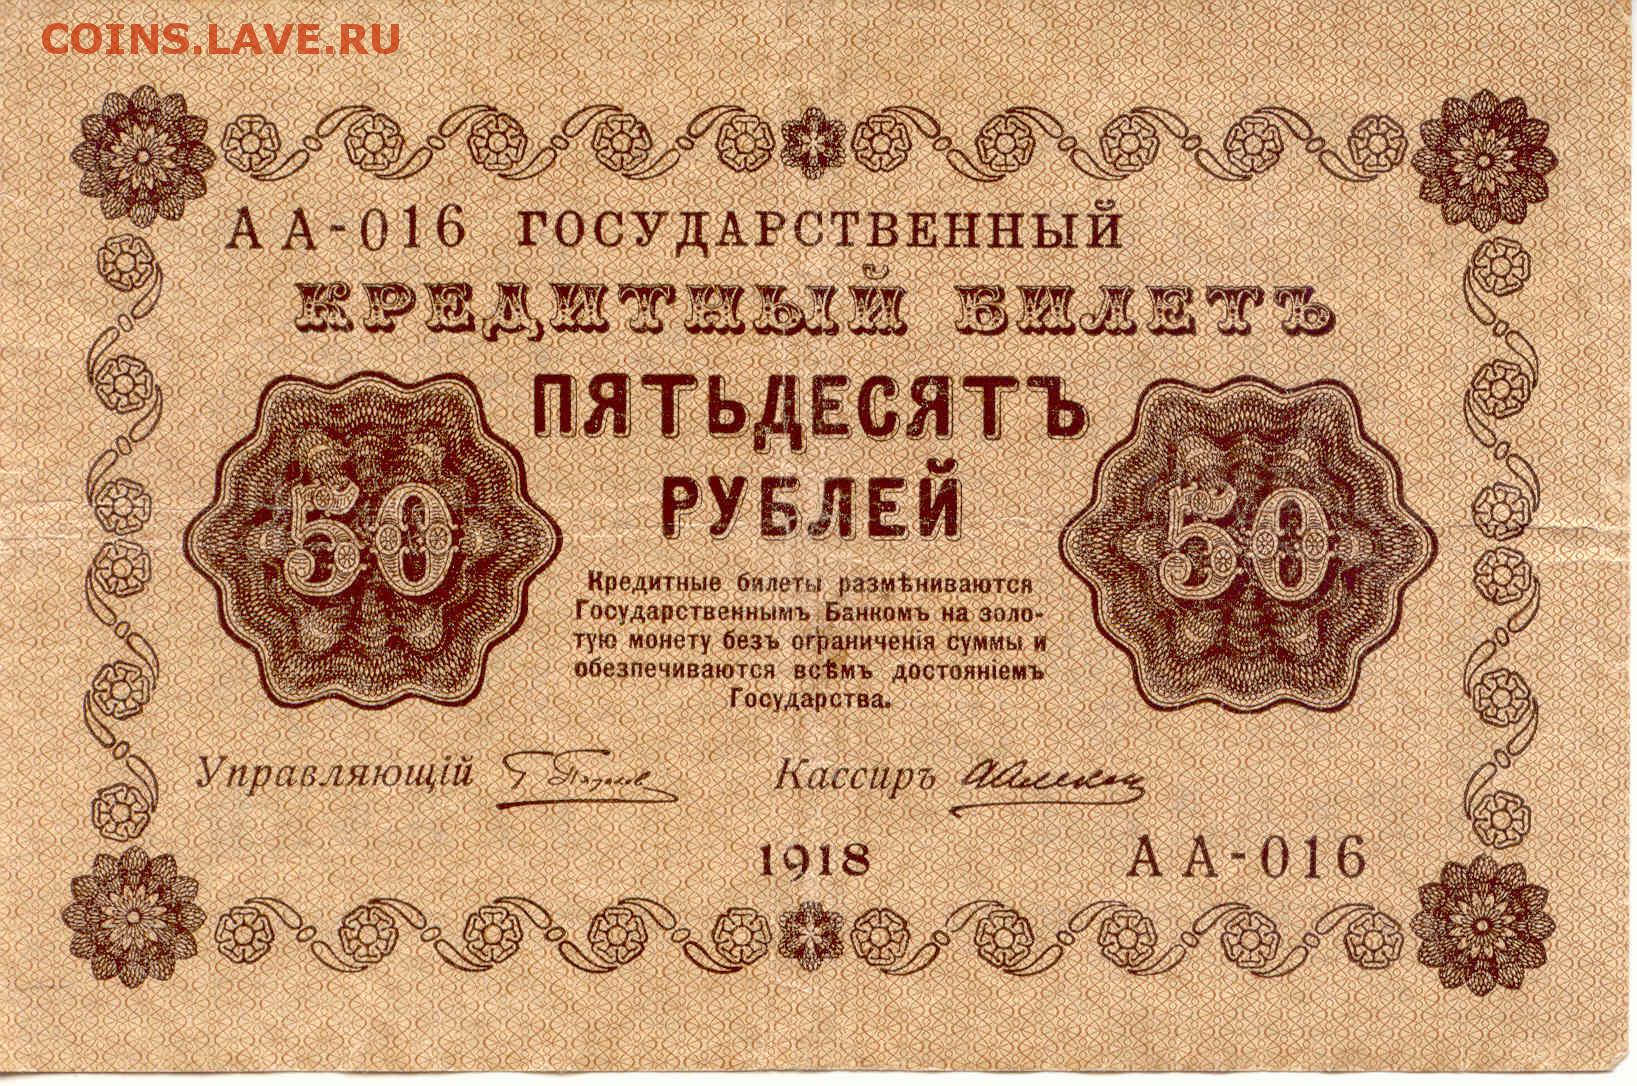 COINS.LAVE.RU
АА-016 ГОСУДАРСТВЕННЫЙ
КРЕДИТНЫЙ БИЛЕТЪ
ПЯТЬДЕСЯТЪ
РУБЛЕЙ
50 50
Кредитные билеты размѣниваются
Государственнымъ Банкомъ на золо-
тую монету безъ ограниченія суммы и
обезпечиваются всѣмъ достояніемъ
Государства.
Управляющій Кассиръ
1918 АА-016